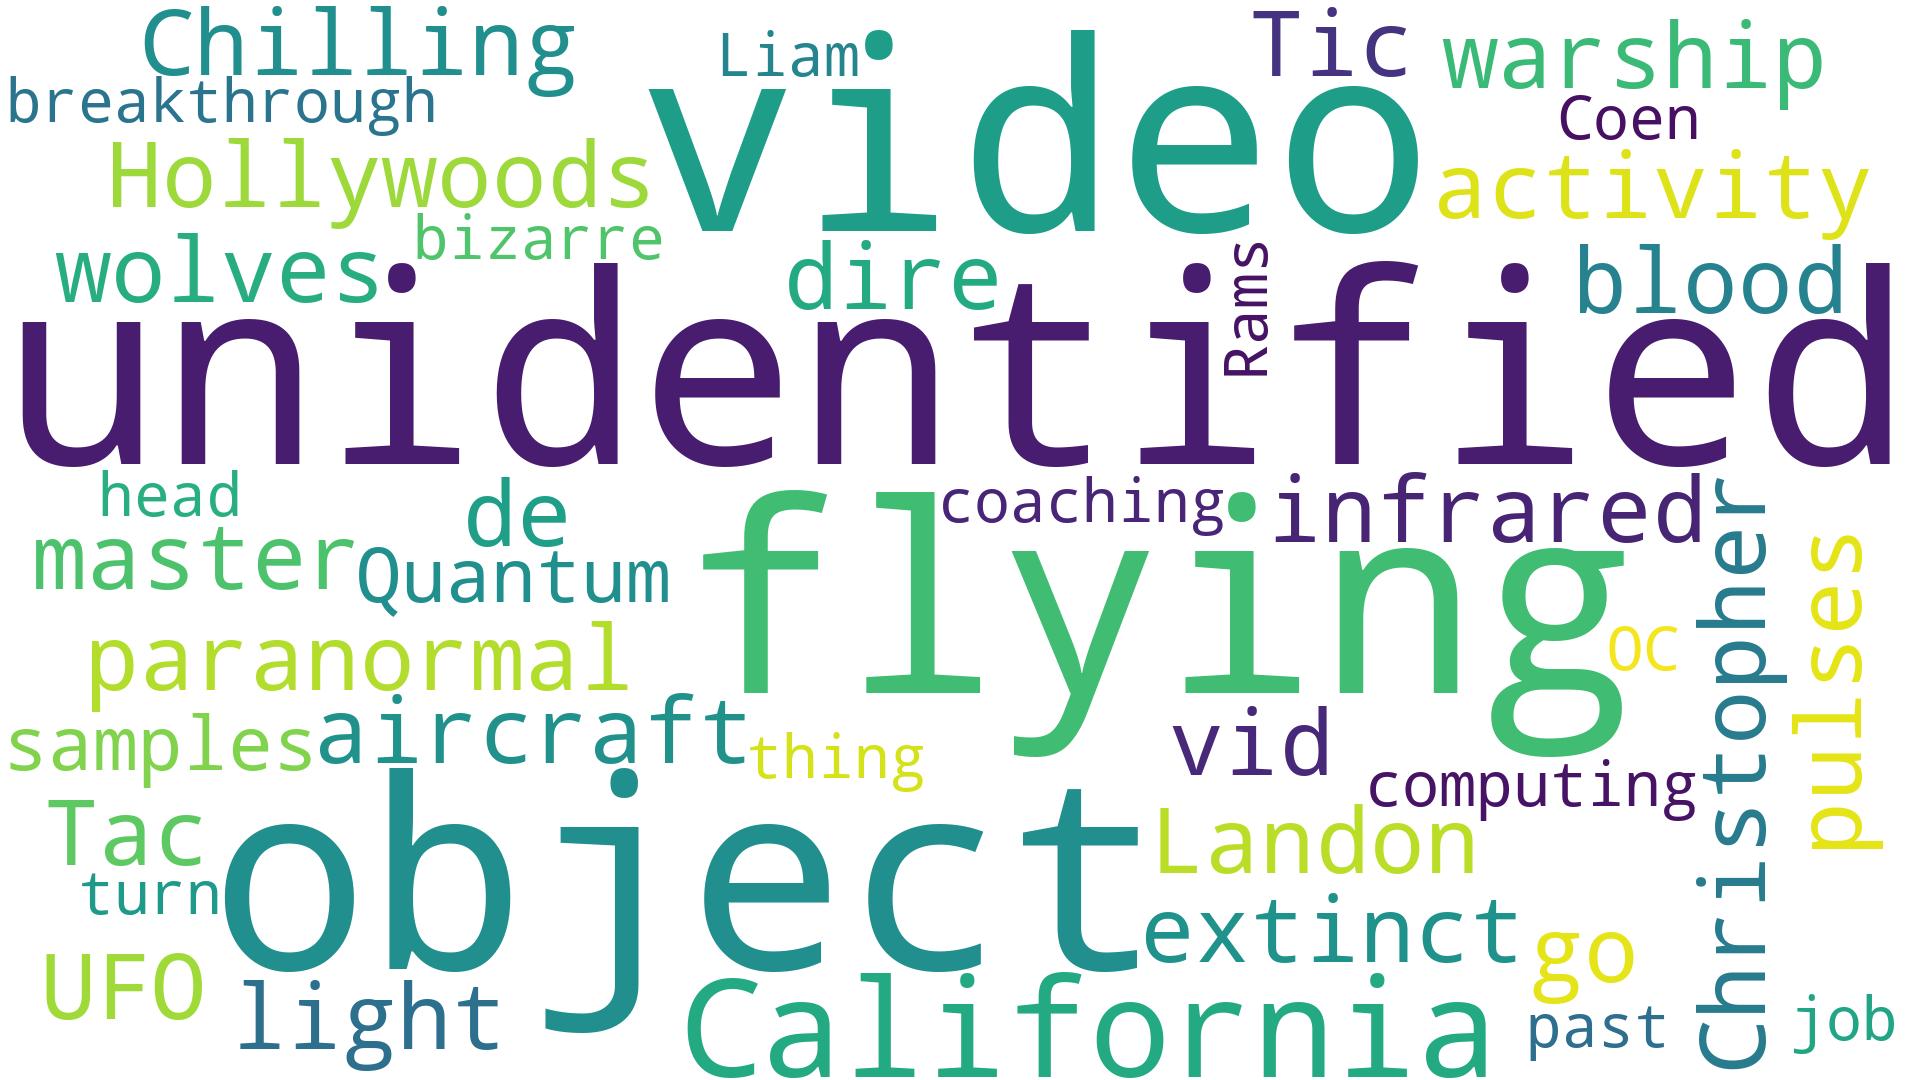 Chilling
Liam
video
Tic
warship
breakthrough
Coen
Hollywoods
activity
bizarre
wolves
dire
Rams
blood
unidentified
head
de
coaching
infrared
master
Quantum
flying
Christopher
pulses
paranormal
OC
samples
aircraft
thing
vid
computing
Tac
object
Landon
turn
extinct
UFO
go
light
California
past
job